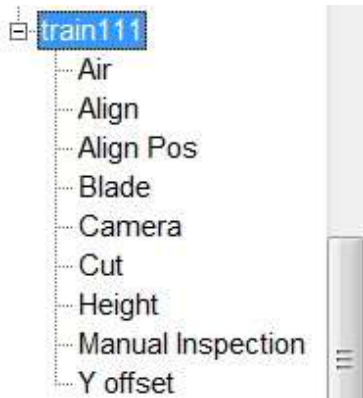 train111
Air
Align
Align Pos
Blade
Camera
Cut
Height
Manual Inspection
Y offset